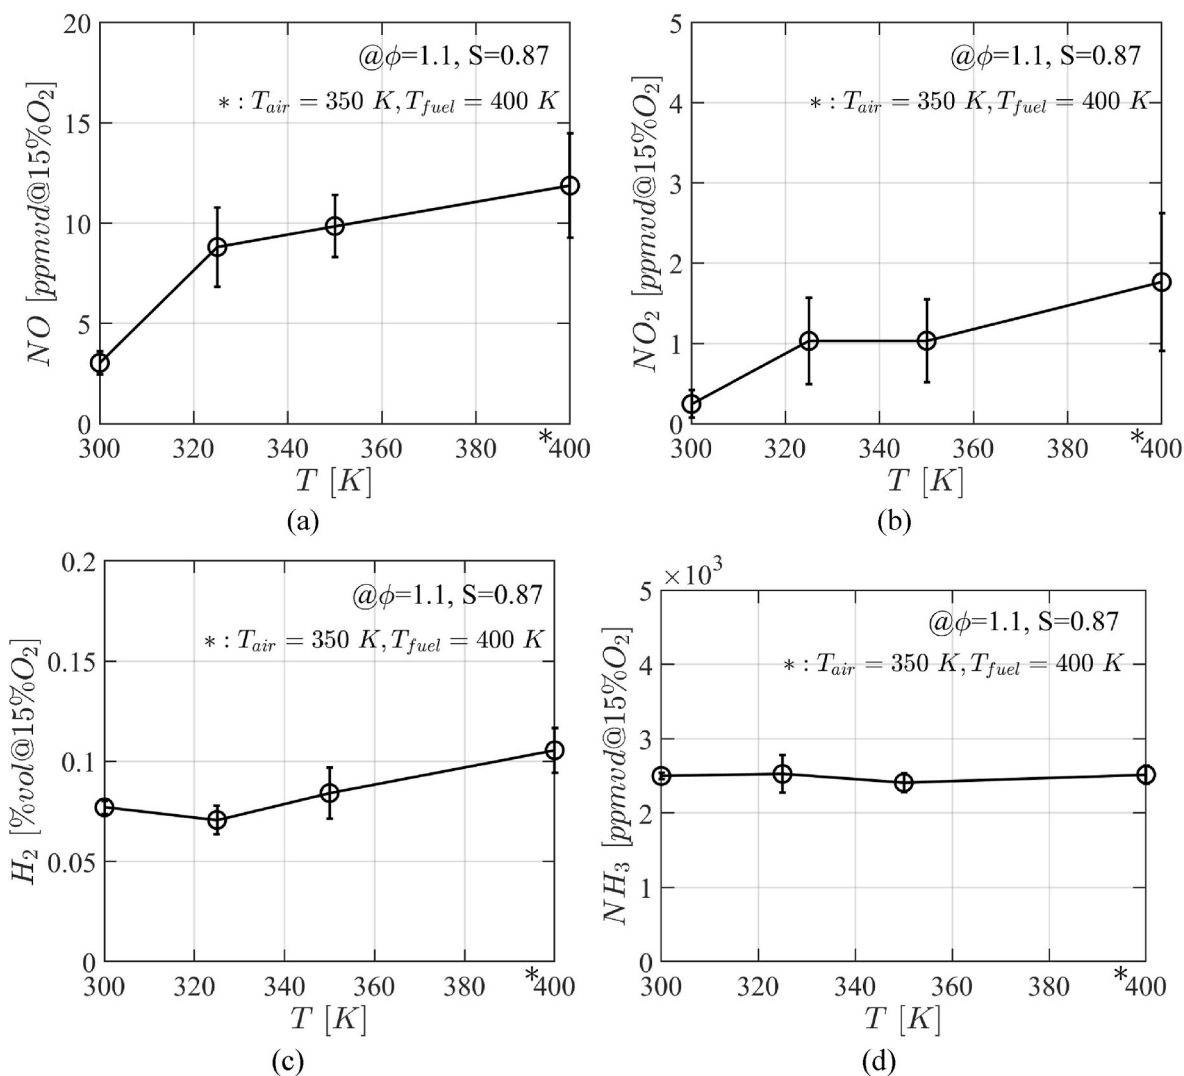 20
15
10
5
0
NO [ppmvd@15%O₂]
@ϕ=1.1, S=0.87
* : T_air = 350 K, T_fuel = 400 K
300 320 340 360 380 *400
T [K]
(a)
5
4
3
2
1
0
NO₂ [ppmvd@15%O₂]
@ϕ=1.1, S=0.87
* : T_air = 350 K, T_fuel = 400 K
300 320 340 360 380 *400
T [K]
(b)
0.2
0.15
0.1
0.05
0
H₂ [%vol@15%O₂]
@ϕ=1.1, S=0.87
* : T_air = 350 K, T_fuel = 400 K
300 320 340 360 380 *400
T [K]
(c)
×10³
5
4
3
2
1
0
NH₃ [ppmvd@15%O₂]
@ϕ=1.1, S=0.87
* : T_air = 350 K, T_fuel = 400 K
300 320 340 360 380 *400
T [K]
(d)